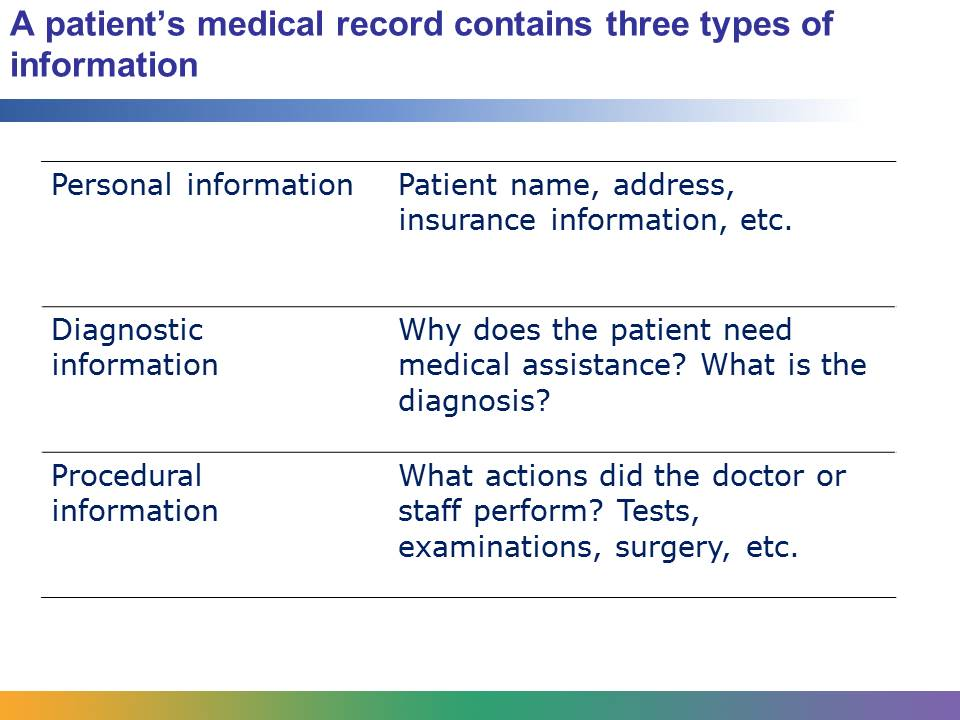 A patient’s medical record contains three types of
information
Personal information
Patient name, address,
insurance information, etc.
Diagnostic
information
Why does the patient need
medical assistance? What is the
diagnosis?
Procedural
information
What actions did the doctor or
staff perform? Tests,
examinations, surgery, etc.